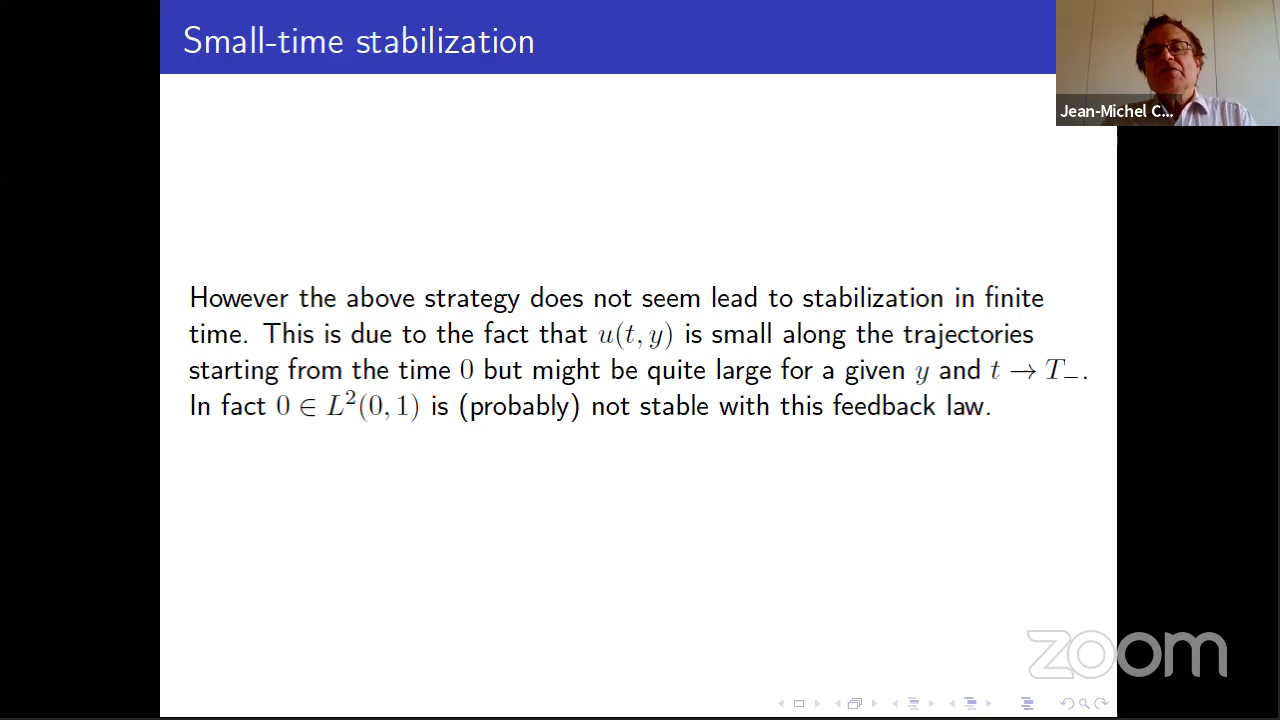 Small-time stabilization
Jean-Michel C...
However the above strategy does not seem lead to stabilization in finite
time. This is due to the fact that u(t, y) is small along the trajectories
starting from the time 0 but might be quite large for a given y and t → T₋.
In fact 0 ∈ L²(0, 1) is (probably) not stable with this feedback law.
zoom